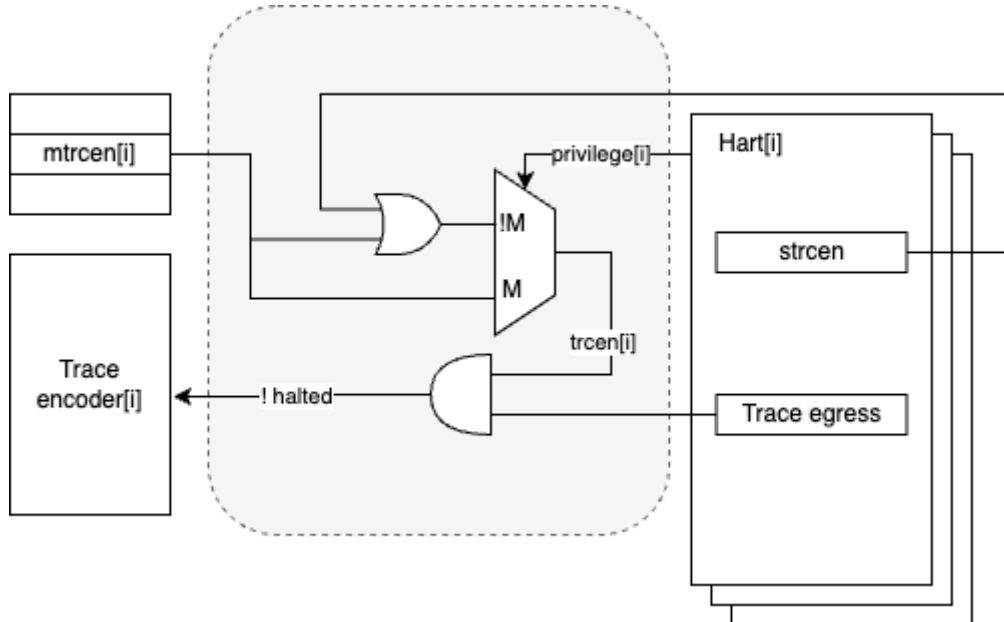 mtrcen[i]
Hart[i]
privilege[i]
!M
strcen
M
trcen[i]
Trace
encoder[i]
! halted
Trace egress